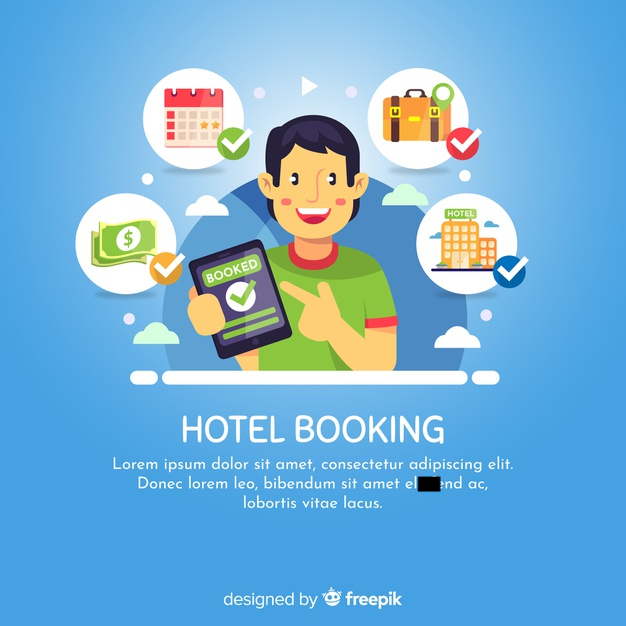 HOTEL
BOOKED
$
HOTEL BOOKING
Lorem ipsum dolor sit amet, consectetur adipiscing elit.
Donec lorem leo, bibendum sit amet ac,
lobortis vitae lacus.
designed by freepik